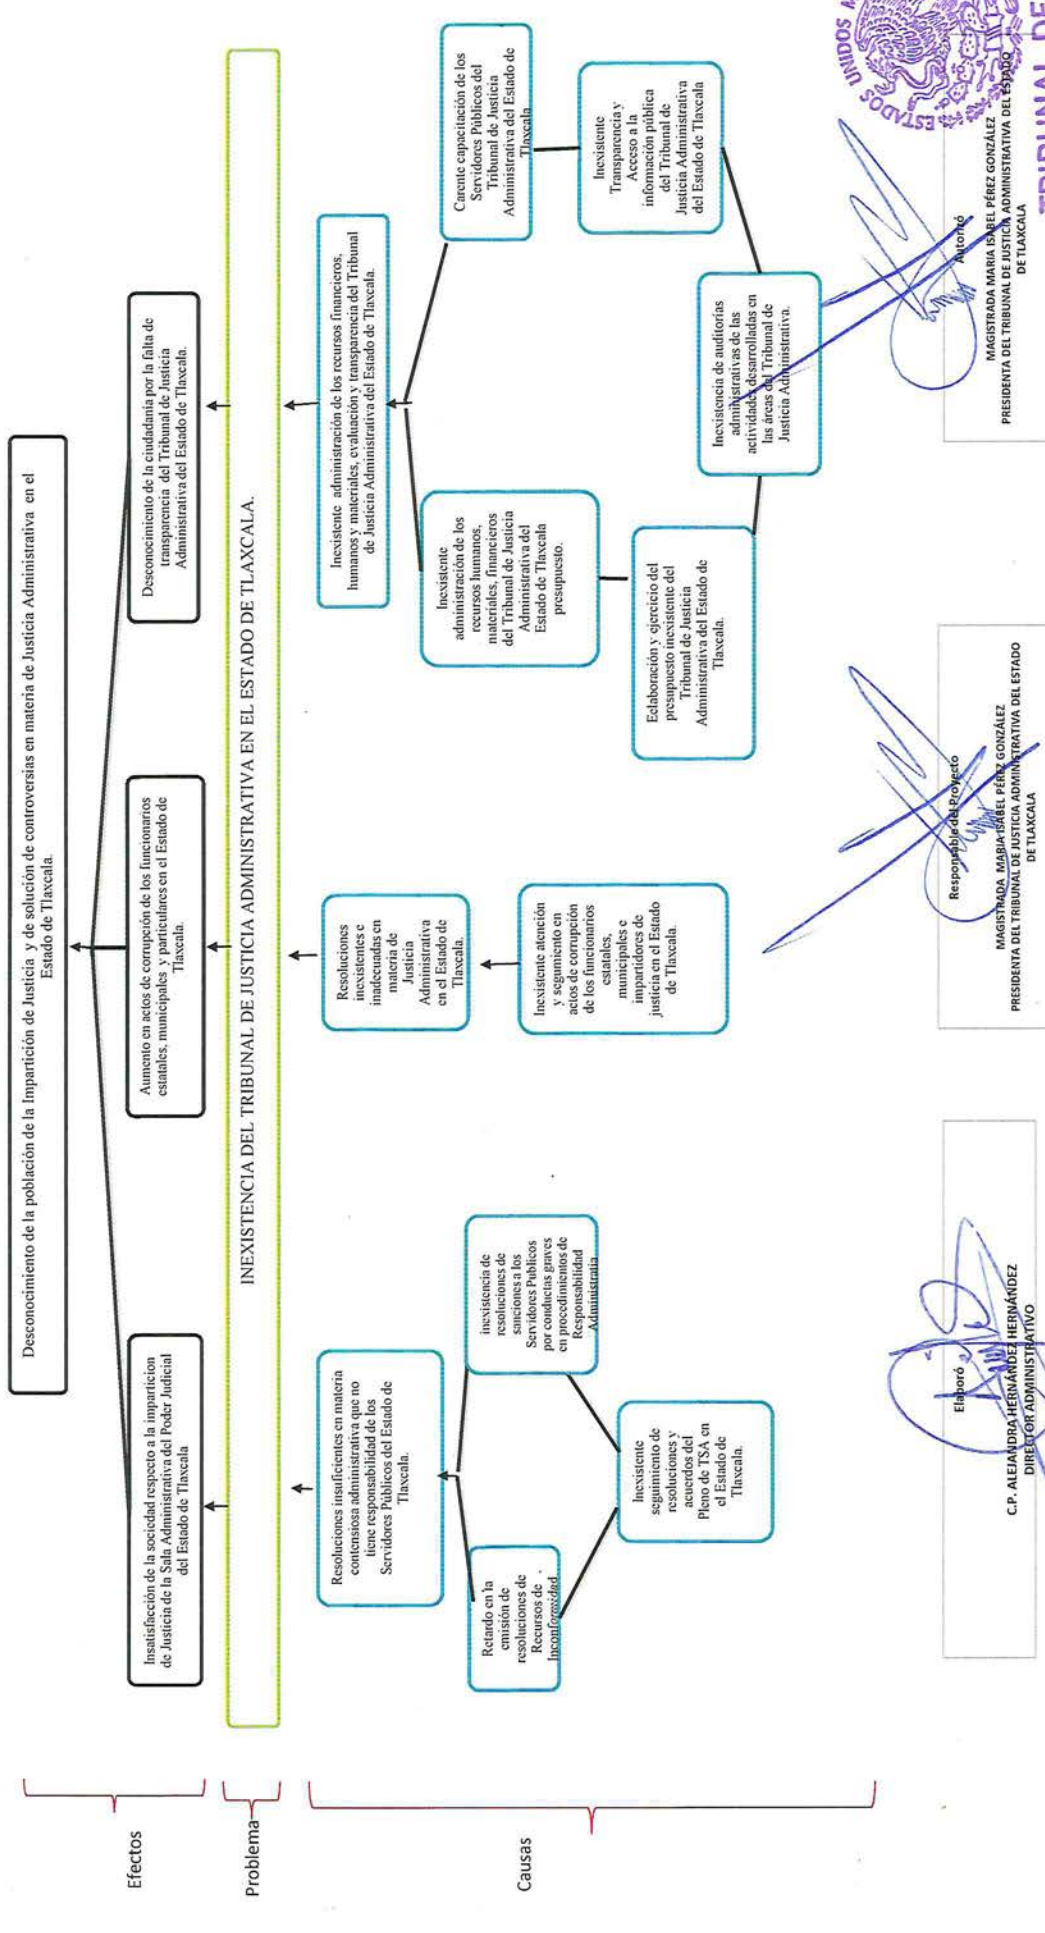 Desconocimiento de la población de la Impartición de Justicia y de solución de controversias en materia de Justicia Administrativa en el
Estado de Tlaxcala.
Efectos
Insatisfacción de la sociedad respecto a la imparticion
de Justicia de la Sala Administrativa del Poder Judicial
del Estado de Tlaxcala
Aumento en actos de corrupción de los funcionarios
estatales, municipales y particulares en el Estado de
Tlaxcala.
Desconocimiento de la ciudadania por la falta de
transparencia del Tribunal de Justicia
Administrativa del Estado de Tlaxcala.
Problema
INEXISTENCIA DEL TRIBUNAL DE JUSTICIA ADMINISTRATIVA EN EL ESTADO DE TLAXCALA.
Causas
Resoluciones insuficientes en materia
contensiosa administrativa que no
tiene responsabilidad de los
Servidores Públicos del Estado de
Tlaxcala.
Retardo en la
emisión de
resoluciones de
Recursos de
Inconformidad
inexistencia de
resoluciones de
sanciones a los
Servidores Publicos
por conductas graves
en procedimientos de
Responsabilidad
Administratia
Inexistente
seguimiento de
resoluciones y
acuerdos del
Pleno de TSA en
el Estado de
Tlaxcala.
Resoluciones
inexistentes e
inadecuadas en
materia de
Justicia
Administrativa
en el Estado de
Tlaxcala.
Inexistente atención
y segumiento en
actos de corrupción
de los funcionarios
estatales,
municipales e
impartidores de
justicia en el Estado
de Tlaxcala.
Inexistente administración de los recursos financieros,
humanos y materiales, evaluación y transparencia del Tribunal
de Justicia Administrativa del Estado de Tlaxcala.
Inexistente
administración de los
recursos humanos,
materiales, financieros
del Tribunal de Justicia
Administrativa del
Estado de Tlaxcala
presupuesto.
Carente capacitación de los
Servidores Públicos del
Tribunal de Justicia
Administrativa del Estado de
Tlaxcala
Eelaboración y ejercicio del
presupuesto inexistente del
Tribunal de Justicia
Administrativa del Estado de
Tlaxcala.
Inexistente
Transparencia y
Acceso a la
información pública
del Tribunal de
Justicia Administrativa
del Estado de Tlaxcala
Inexistencia de auditorías
administrativas de las
actividades desarrolladas en
las áreas del Tribunal de
Justicia Administrativa.
Elaboró
C.P. ALEJANDRA HERNÁNDEZ HERNÁNDEZ
DIRECTOR ADMINISTRATIVO
Responsable del Proyecto
MAGISTRADA MARIA ISABEL PÉREZ GONZÁLEZ
PRESIDENTA DEL TRIBUNAL DE JUSTICIA ADMINISTRATIVA DEL ESTADO
DE TLAXCALA
Autorizó
MAGISTRADA MARIA ISABEL PÉREZ GONZÁLEZ
PRESIDENTA DEL TRIBUNAL DE JUSTICIA ADMINISTRATIVA DEL ESTADO
DE TLAXCALA
ESTADOS UNIDOS M
TRIBUNAL DE